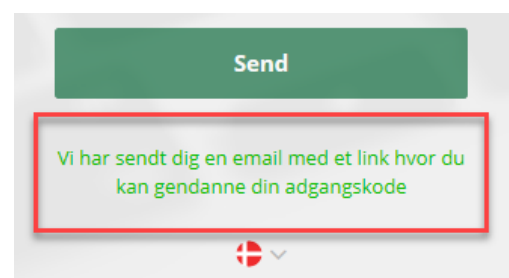 Send
Vi har sendt dig en email med et link hvor du
kan gendanne din adgangskode